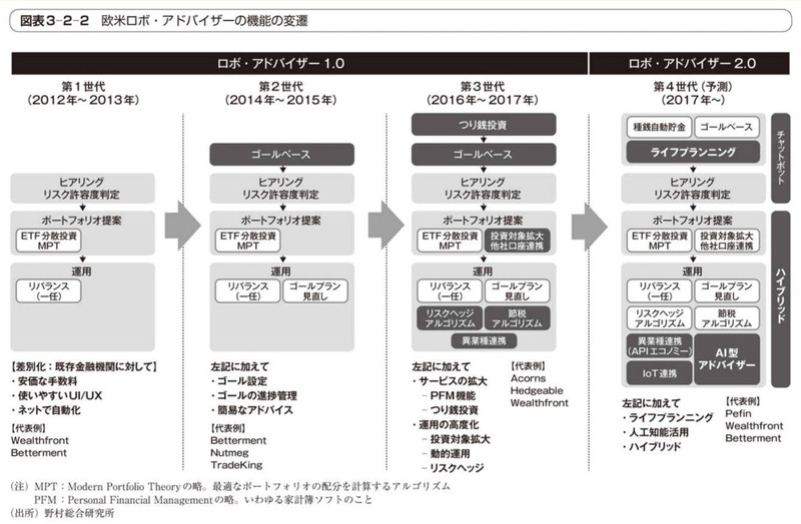 図表3-2-2 欧米ロボ・アドバイザーの機能の変遷
ロボ・アドバイザー 1.0
ロボ・アドバイザー 2.0
第1世代
(2012年～2013年)
ヒアリング
リスク許容度判定
ポートフォリオ提案
ETF分散投資
MPT
運用
リバランス
(一任)
【差別化：既存金融機関に対して】
・安価な手数料
・使いやすいUI/UX
・ネットで自動化
【代表例】
Wealthfront
Betterment
第2世代
(2014年～2015年)
ゴールベース
ヒアリング
リスク許容度判定
ポートフォリオ提案
ETF分散投資
MPT
運用
リバランス
(一任)
ゴールプラン
見直し
左記に加えて
・ゴール設定
・ゴールの進捗管理
・簡易なアドバイス
【代表例】
Betterment
Nutmeg
TradeKing
第3世代
(2016年～2017年)
つり銭投資
ゴールベース
ヒアリング
リスク許容度判定
ポートフォリオ提案
ETF分散投資
MPT
投資対象拡大
他社口座連携
運用
リバランス
(一任)
ゴールプラン
見直し
リスクヘッジ
アルゴリズム
節税
アルゴリズム
異業種連携
左記に加えて
・サービスの拡大
－PFM機能
－つり銭投資
・運用の高度化
－投資対象拡大
－動的運用
－リスクヘッジ
【代表例】
Acorns
Hedgeable
Wealthfront
第4世代(予測)
(2017年～)
種銭自動貯金
ゴールベース
ライフプランニング
ヒアリング
リスク許容度判定
ポートフォリオ提案
ETF分散投資
MPT
投資対象拡大
他社口座連携
運用
リバランス
(一任)
ゴールプラン
見直し
リスクヘッジ
アルゴリズム
節税
アルゴリズム
異業種連携
(APIエコノミー)
IoT連携
AI型
アドバイザー
チャットボット
ハイブリッド
左記に加えて
・ライフプランニング
・人工知能活用
・ハイブリッド
【代表例】
Pefin
Wealthfront
Betterment
(注) MPT：Modern Portfolio Theoryの略。最適なポートフォリオの配分を計算するアルゴリズム
PFM：Personal Financial Managementの略。いわゆる家計簿ソフトのこと
(出所) 野村総合研究所